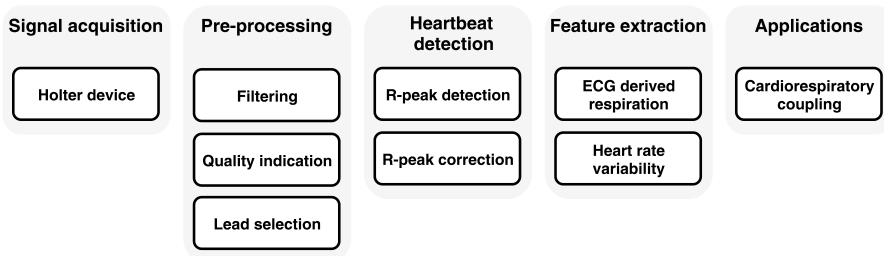 Signal acquisition
Holter device
Pre-processing
Filtering
Quality indication
Lead selection
Heartbeat
detection
R-peak detection
R-peak correction
Feature extraction
ECG derived
respiration
Heart rate
variability
Applications
Cardiorespiratory
coupling